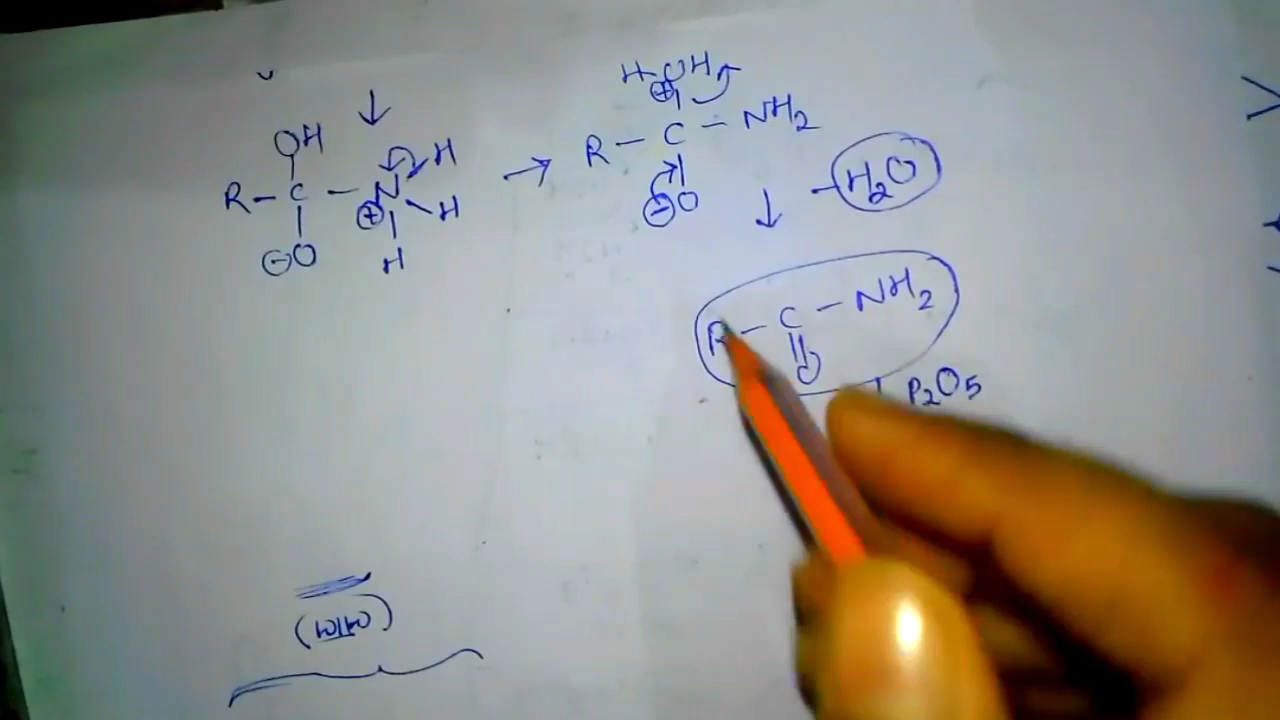 OH
R - C - N H
⊕ H
⊖O H
→
H OH
⊕
R - C - NH2
⊖O
- H2O
R - C - NH2
O
P2O5